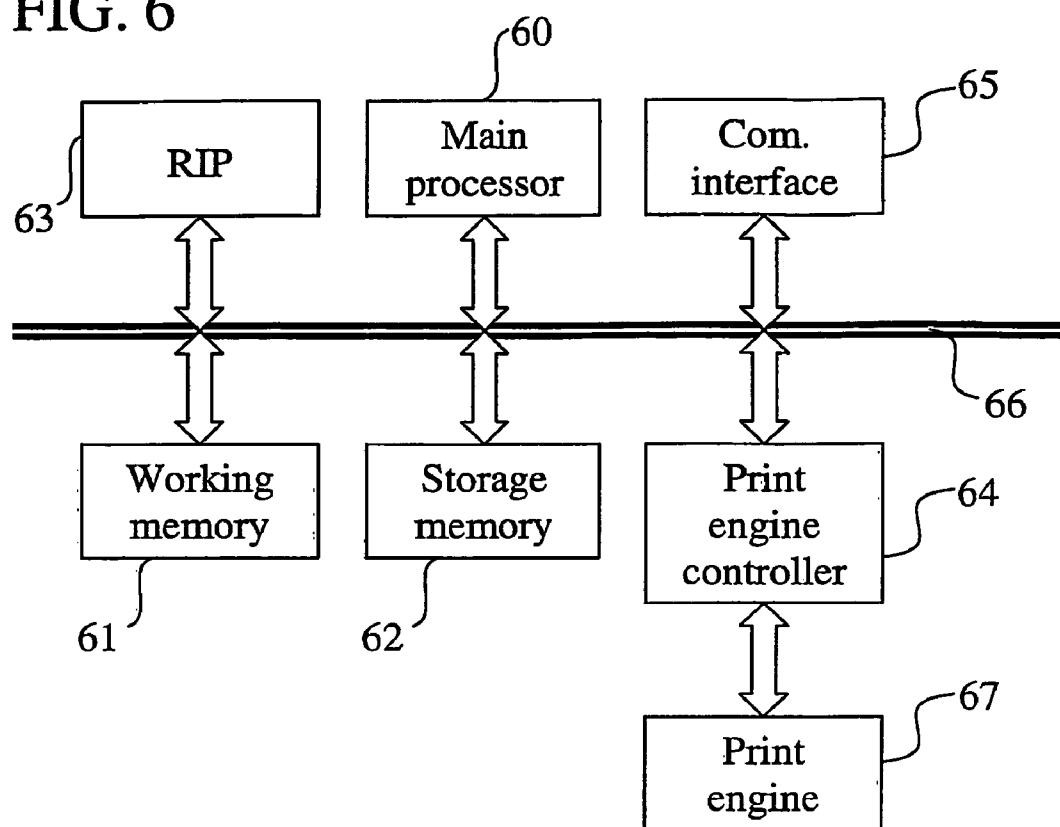 FIG. 6
60
65
63
RIP
Main
processor
Com.
interface
66
Working
memory
Storage
memory
Print
engine
controller
64
61
62
67
Print
engine